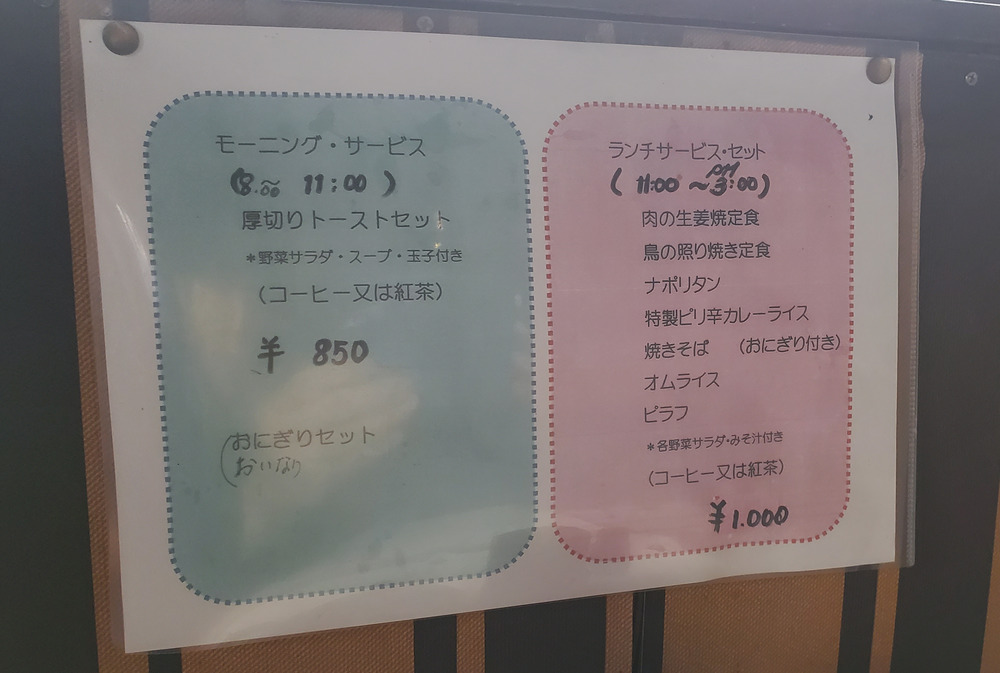 モーニング・サービス
(8:00〜 11:00 )
厚切りトーストセット
*野菜サラダ・スープ・玉子付き
(コーヒー又は紅茶)
¥ 850
おにぎりセット
おいなり
ランチサービス・セット
PM
( 11:00 〜3:00)
肉の生姜焼定食
鳥の照り焼き定食
ナポリタン
特製ピリ辛カレーライス
焼きそば (おにぎり付き)
オムライス
ピラフ
*各野菜サラダ・みそ汁付き
(コーヒー又は紅茶)
¥1.000